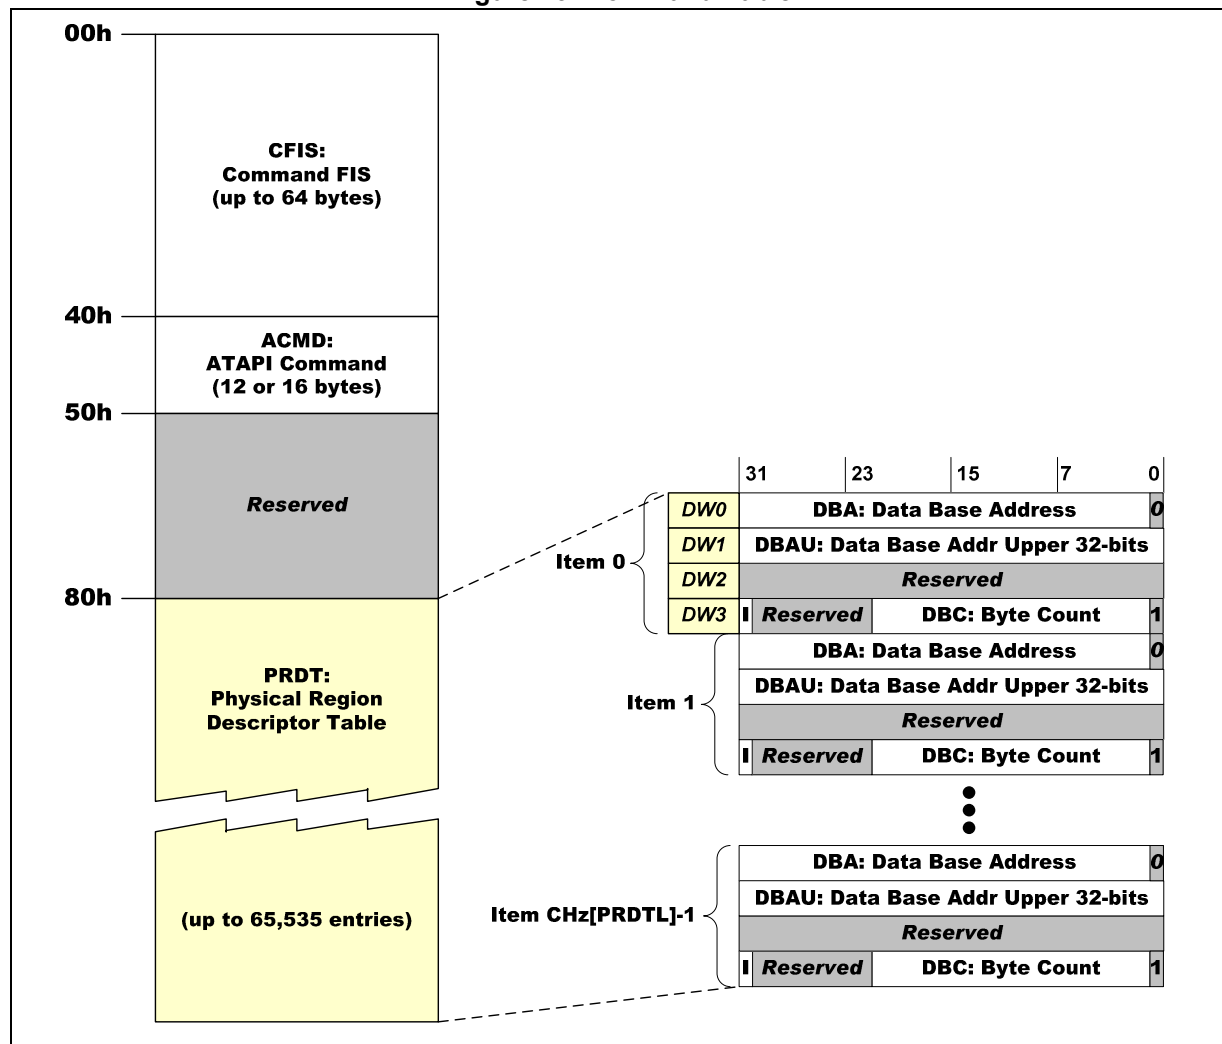 00h
CFIS:
Command FIS
(up to 64 bytes)
40h
ACMD:
ATAPI Command
(12 or 16 bytes)
50h
Reserved
80h
PRDT:
Physical Region
Descriptor Table
(up to 65,535 entries)
31 23 15 7 0
Item 0
DW0 DBA: Data Base Address 0
DW1 DBAU: Data Base Addr Upper 32-bits
DW2 Reserved
DW3 I Reserved DBC: Byte Count 1
Item 1
DBA: Data Base Address 0
DBAU: Data Base Addr Upper 32-bits
Reserved
I Reserved DBC: Byte Count 1
Item CHz[PRDTL]-1
DBA: Data Base Address 0
DBAU: Data Base Addr Upper 32-bits
Reserved
I Reserved DBC: Byte Count 1